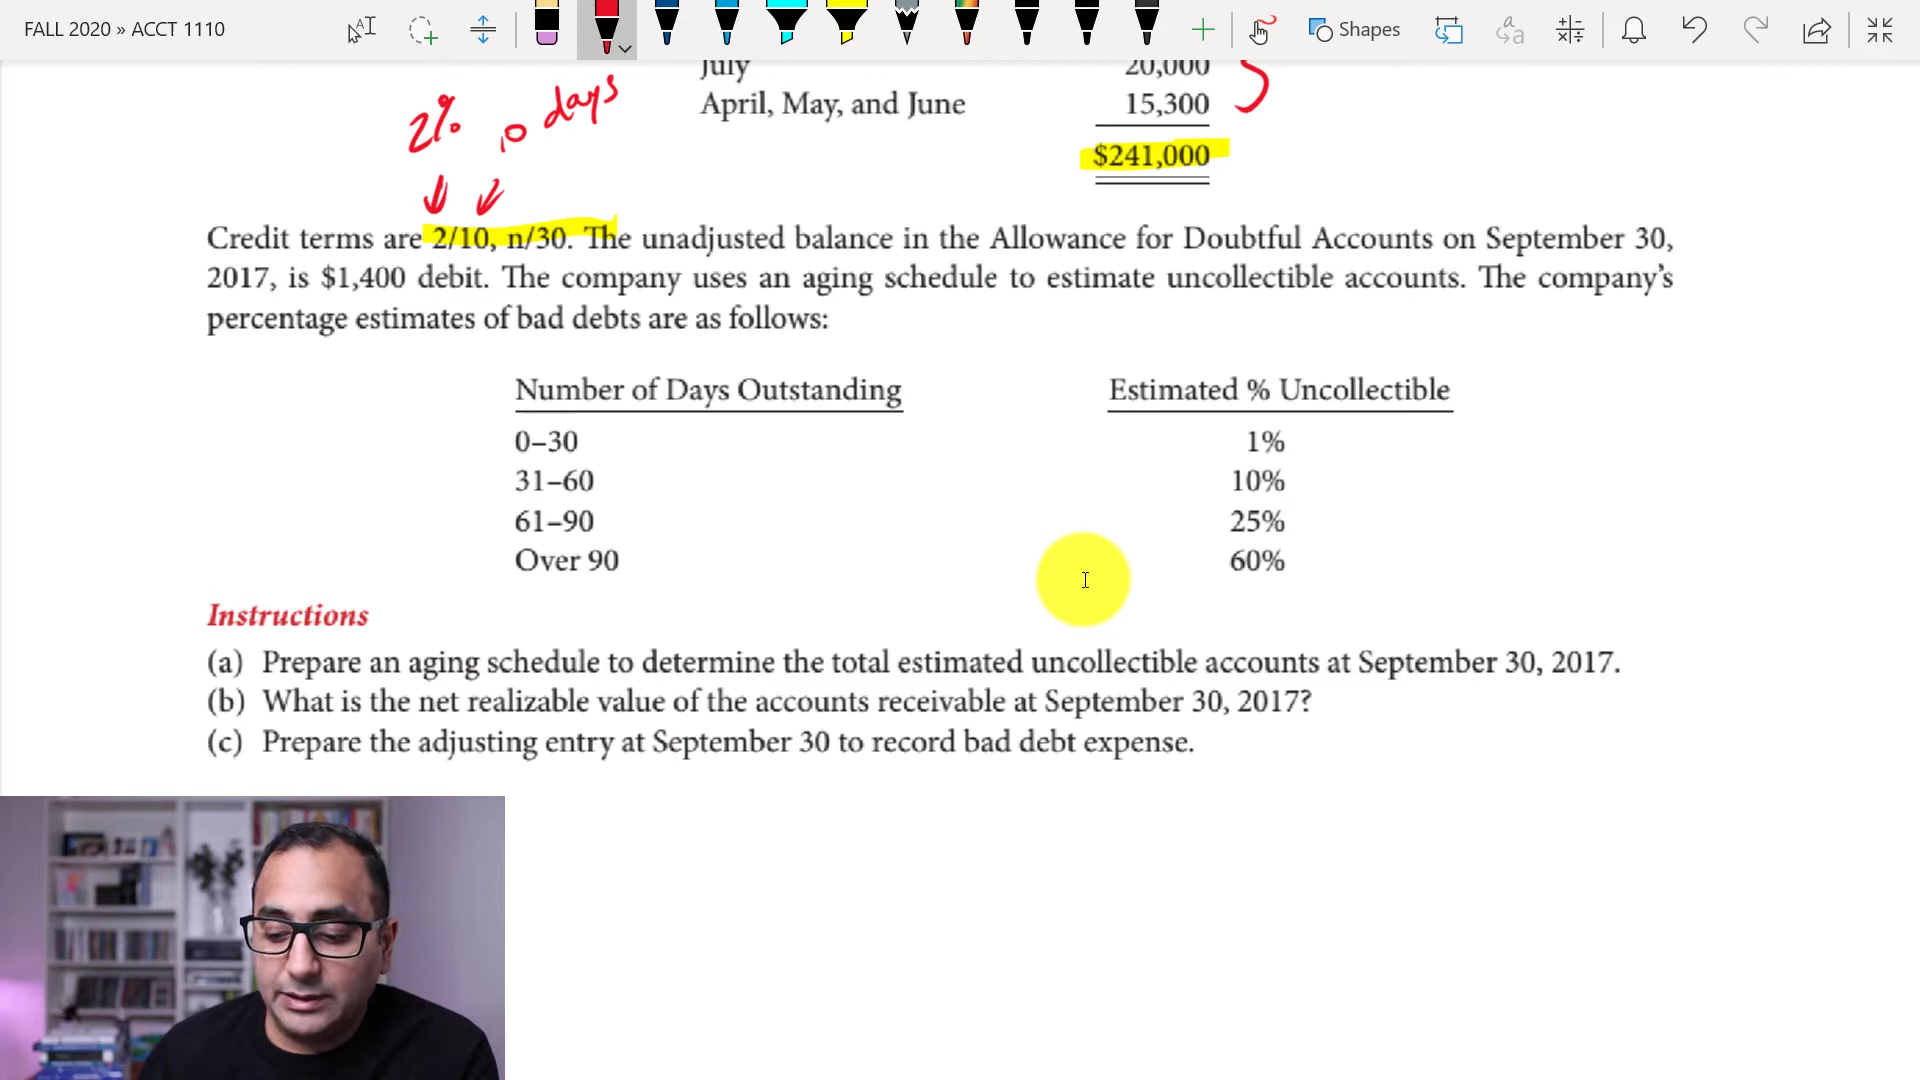 FALL 2020 » ACCT 1110
Shapes
July 20,000
2% 10 days
April, May, and June 15,300
$241,000
Credit terms are 2/10, n/30. The unadjusted balance in the Allowance for Doubtful Accounts on September 30,
2017, is $1,400 debit. The company uses an aging schedule to estimate uncollectible accounts. The company’s
percentage estimates of bad debts are as follows:
Number of Days Outstanding Estimated % Uncollectible
0–30 1%
31–60 10%
61–90 25%
Over 90 60%
Instructions
(a) Prepare an aging schedule to determine the total estimated uncollectible accounts at September 30, 2017.
(b) What is the net realizable value of the accounts receivable at September 30, 2017?
(c) Prepare the adjusting entry at September 30 to record bad debt expense.